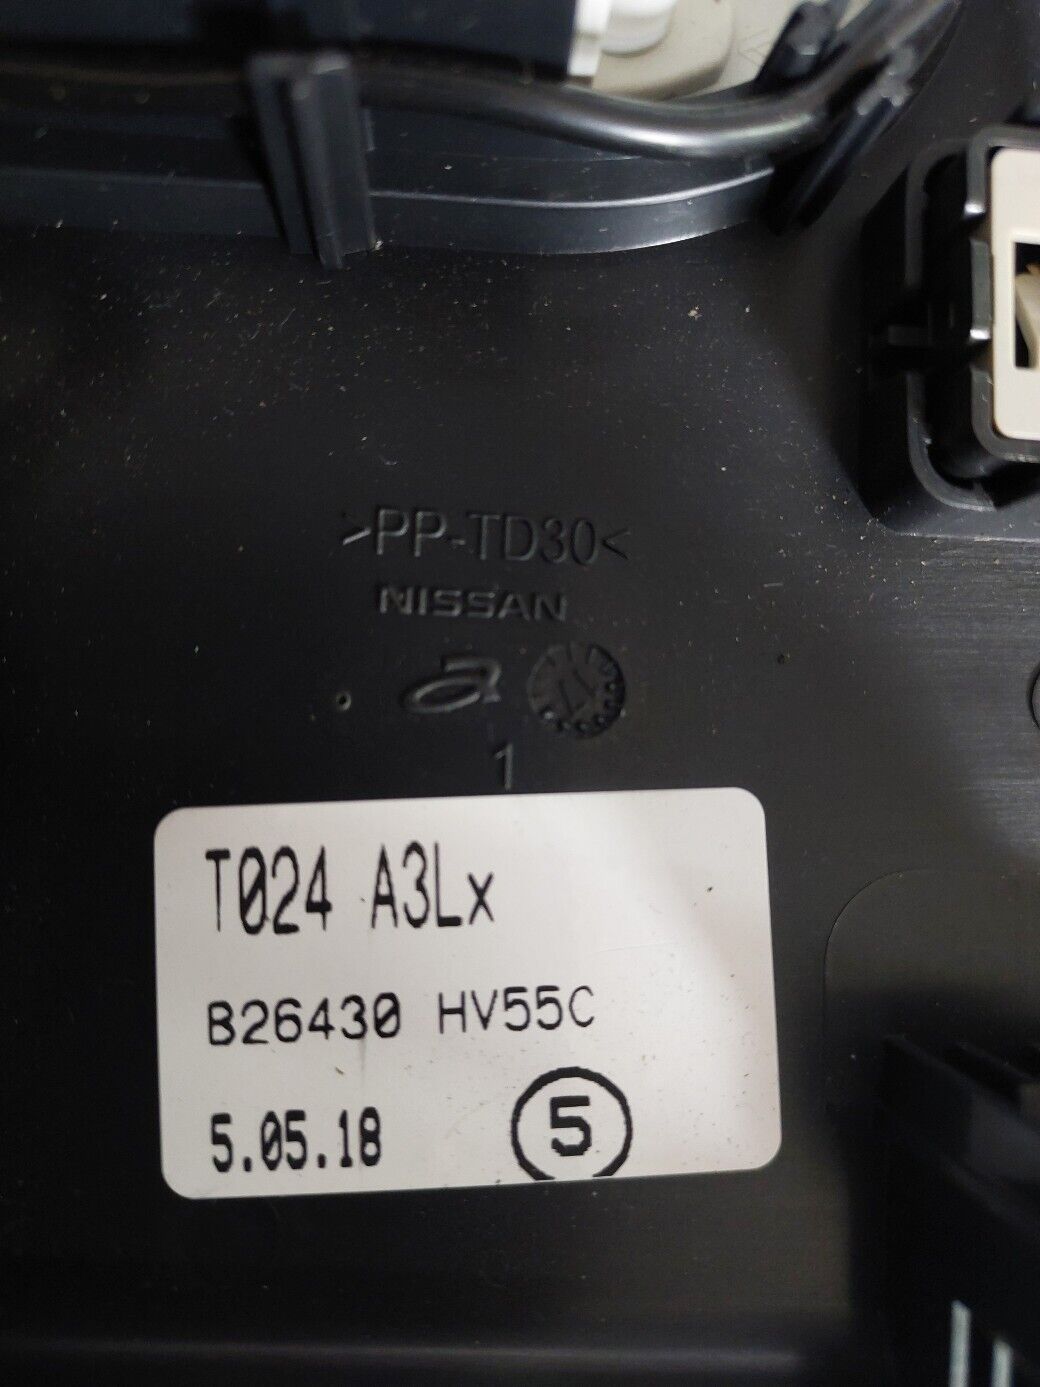 >PP-TD30<
NISSAN
1
T024 A3Lx
B26430 HV55C
5.05.18 5